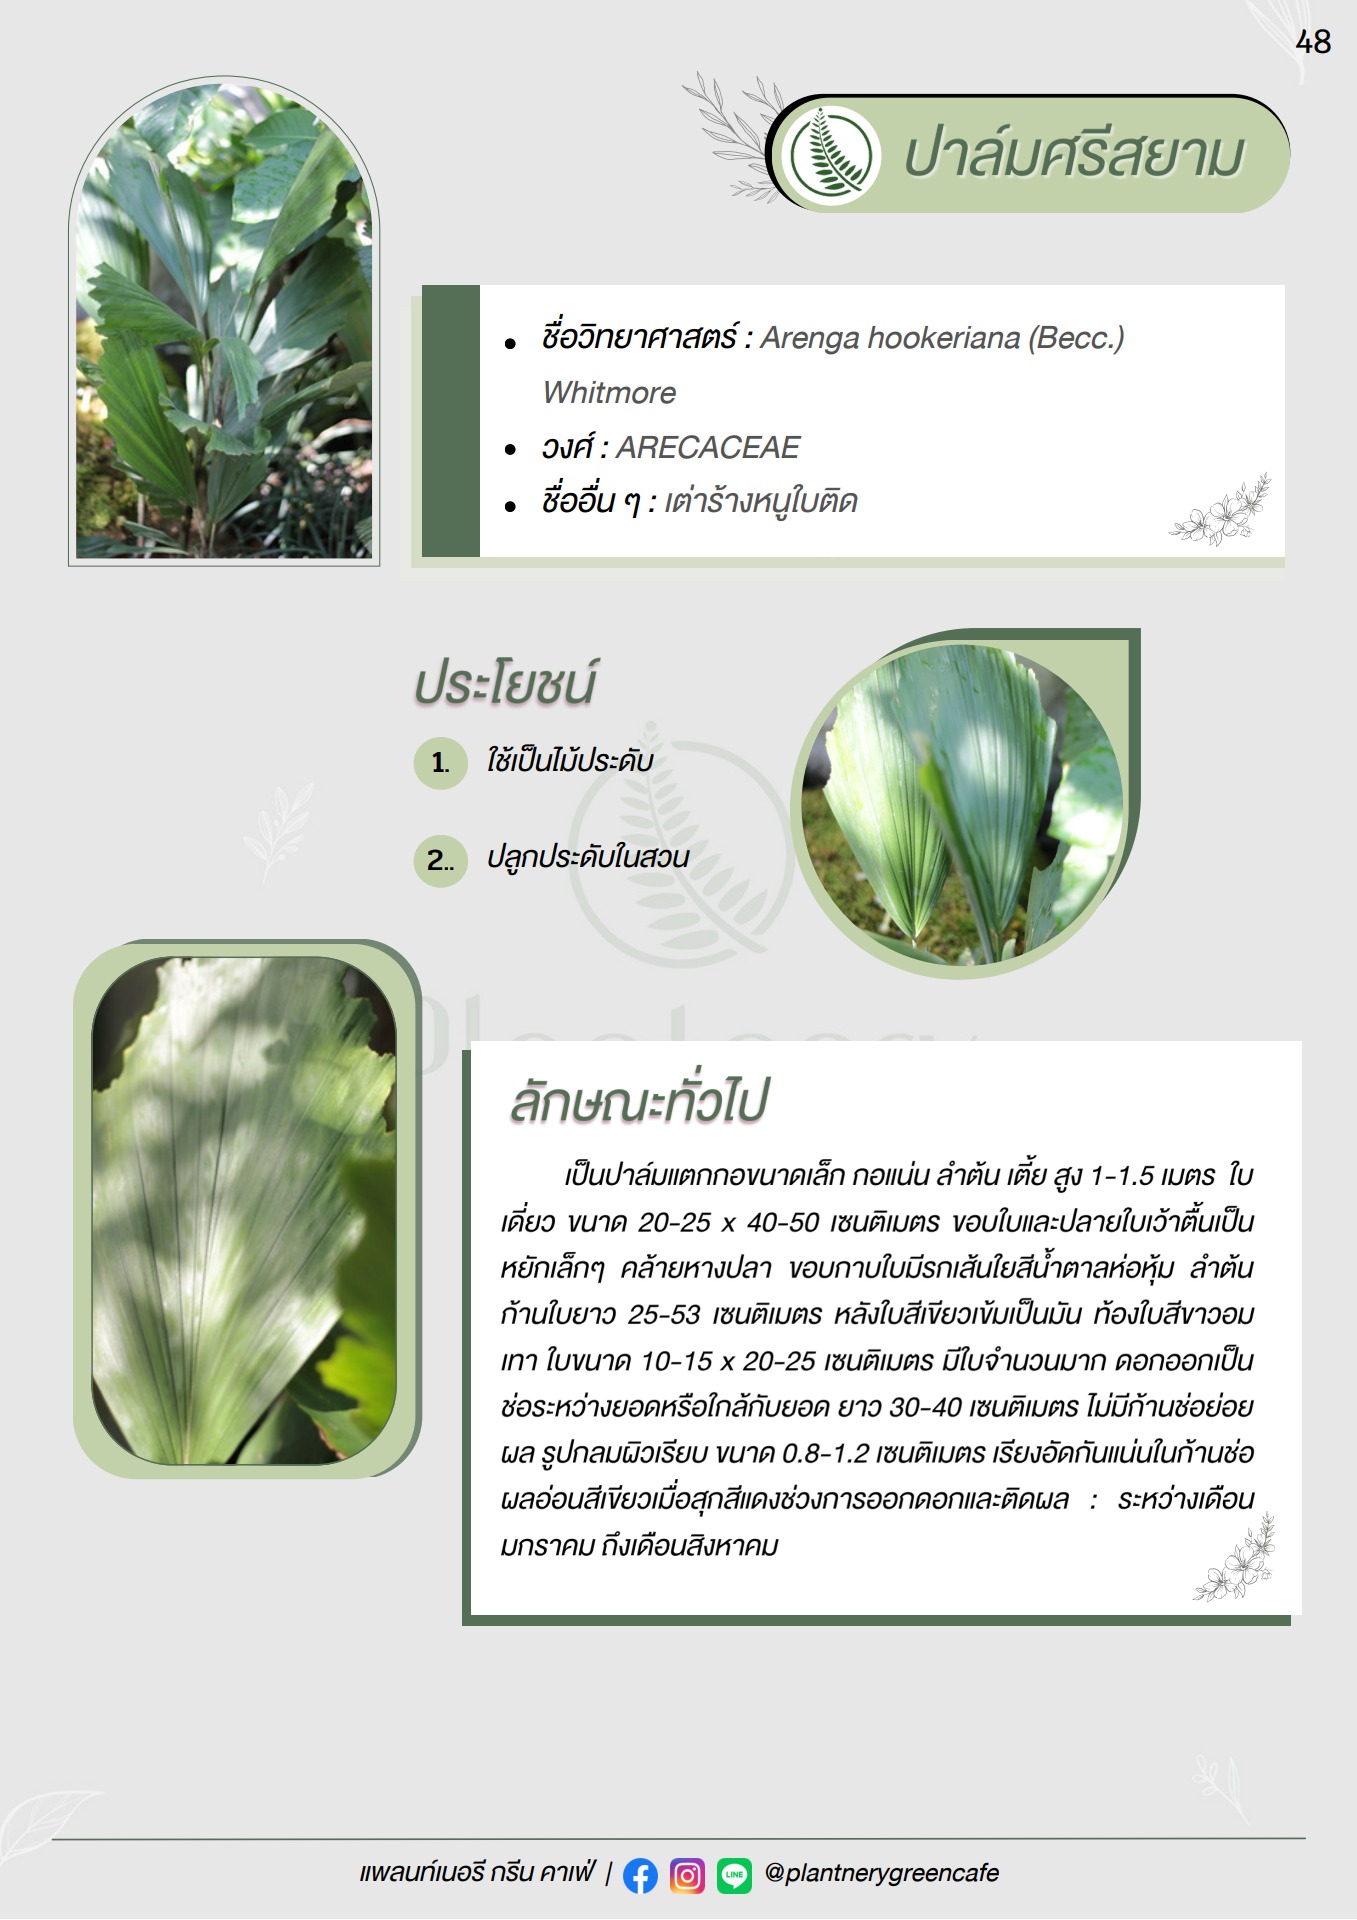 48
ปาล์มศรีสยาม
ชื่อวิทยาศาสตร์ : Arenga hookeriana (Becc.)
Whitmore
วงศ์ : ARECACEAE
ชื่ออื่น ๆ : เต่าร้างหนูใบติด
ประโยชน์
1. ใช้เป็นไม้ประดับ
2.. ปลูกประดับในสวน
ลักษณะทั่วไป
เป็นปาล์มแตกกอขนาดเล็ก กอแน่น ลำต้น เตี้ย สูง 1-1.5 เมตร ใบ
เดี่ยว ขนาด 20-25 x 40-50 เซนติเมตร ขอบใบและปลายใบเว้าตื้นเป็น
หยักเล็กๆ คล้ายหางปลา ขอบกาบใบมีรกเส้นใยสีน้ำตาลห่อหุ้ม ลำต้น
ก้านใบยาว 25-53 เซนติเมตร หลังใบสีเขียวเข้มเป็นมัน ท้องใบสีขาวอม
เทา ใบขนาด 10-15 x 20-25 เซนติเมตร มีใบจำนวนมาก ดอกออกเป็น
ช่อระหว่างยอดหรือใกล้กับยอด ยาว 30-40 เซนติเมตร ไม่มีก้านช่อย่อย
ผล รูปกลมผิวเรียบ ขนาด 0.8-1.2 เซนติเมตร เรียงอัดกันแน่นในก้านช่อ
ผลอ่อนสีเขียวเมื่อสุกสีแดงช่วงการออกดอกและติดผล : ระหว่างเดือน
มกราคม ถึงเดือนสิงหาคม
แพลนท์เนอรี กรีน คาเฟ่ | LINE @plantnerygreencafe